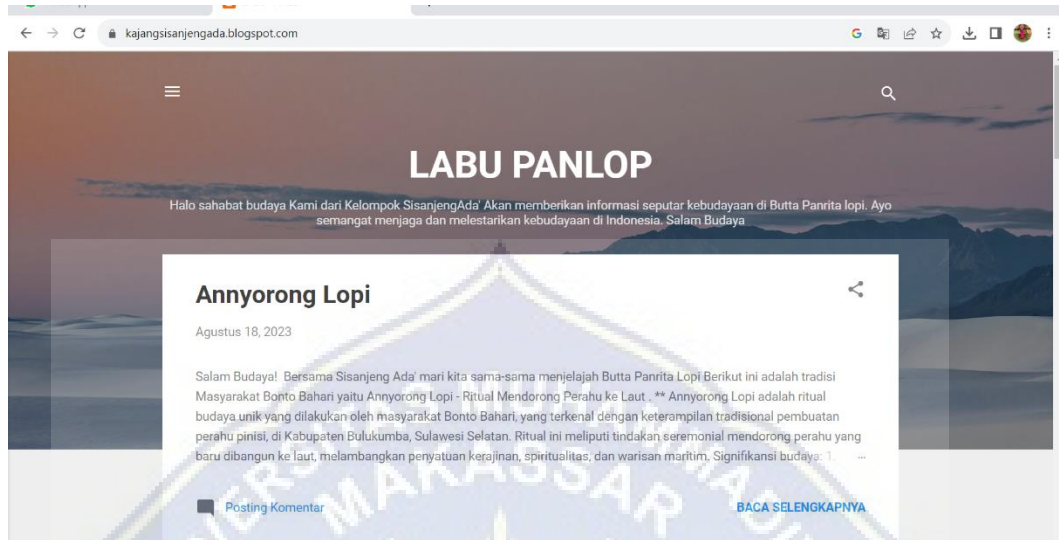 kajangsisanjengada.blogspot.com
LABU PANLOP
Halo sahabat budaya Kami dari Kelompok SisanjengAda' Akan memberikan informasi seputar kebudayaan di Butta Panrita lopi. Ayo
semangat menjaga dan melestarikan kebudayaan di Indonesia. Salam Budaya
Annyorong Lopi
Agustus 18, 2023
Salam Budaya! Bersama Sisanjeng Ada' mari kita sama-sama menjelajah Butta Panrita Lopi Berikut ini adalah tradisi
Masyarakat Bonto Bahari yaitu Annyorong Lopi - Ritual Mendorong Perahu ke Laut . ** Annyorong Lopi adalah ritual
budaya unik yang dilakukan oleh masyarakat Bonto Bahari, yang terkenal dengan keterampilan tradisional pembuatan
perahu pinisi, di Kabupaten Bulukumba, Sulawesi Selatan. Ritual ini meliputi tindakan seremonial mendorong perahu yang
baru dibangun ke laut, melambangkan penyatuan kerajinan, spiritualitas, dan warisan maritim. Signifikansi budaya: 1. ...
Posting Komentar
BACA SELENGKAPNYA
MAKASSAR